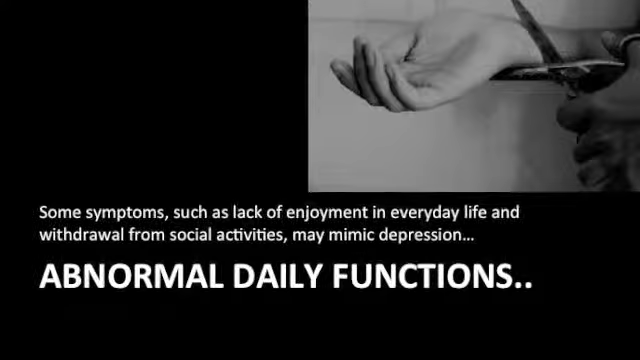 Some symptoms, such as lack of enjoyment in everyday life and
withdrawal from social activities, may mimic depression...
ABNORMAL DAILY FUNCTIONS..